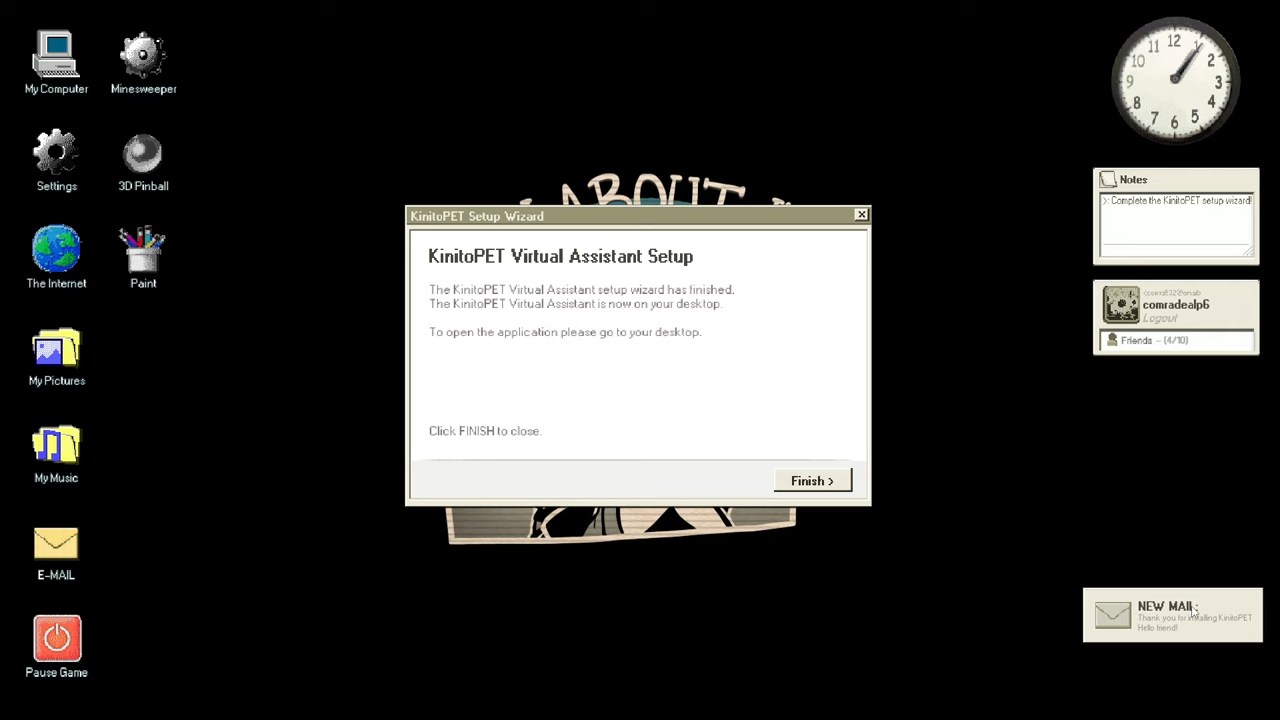 My Computer
Minesweeper
Settings
3D Pinball
The Internet
Paint
My Pictures
My Music
E-MAIL
Pause Game
ABOUT
KinitoPET Setup Wizard
KinitoPET Virtual Assistant Setup
The KinitoPET Virtual Assistant setup wizard has finished.
The KinitoPET Virtual Assistant is now on your desktop.
To open the application please go to your desktop.
Click FINISH to close.
Finish >
12
11 1
10 2
9 3
8 4
7 5
6
Notes
>: Complete the KinitoPET setup wizard!
comradealp6
Logout
Friends - (4/10)
NEW MAIL:
Thank you for installing KinitoPET
Hello friend!